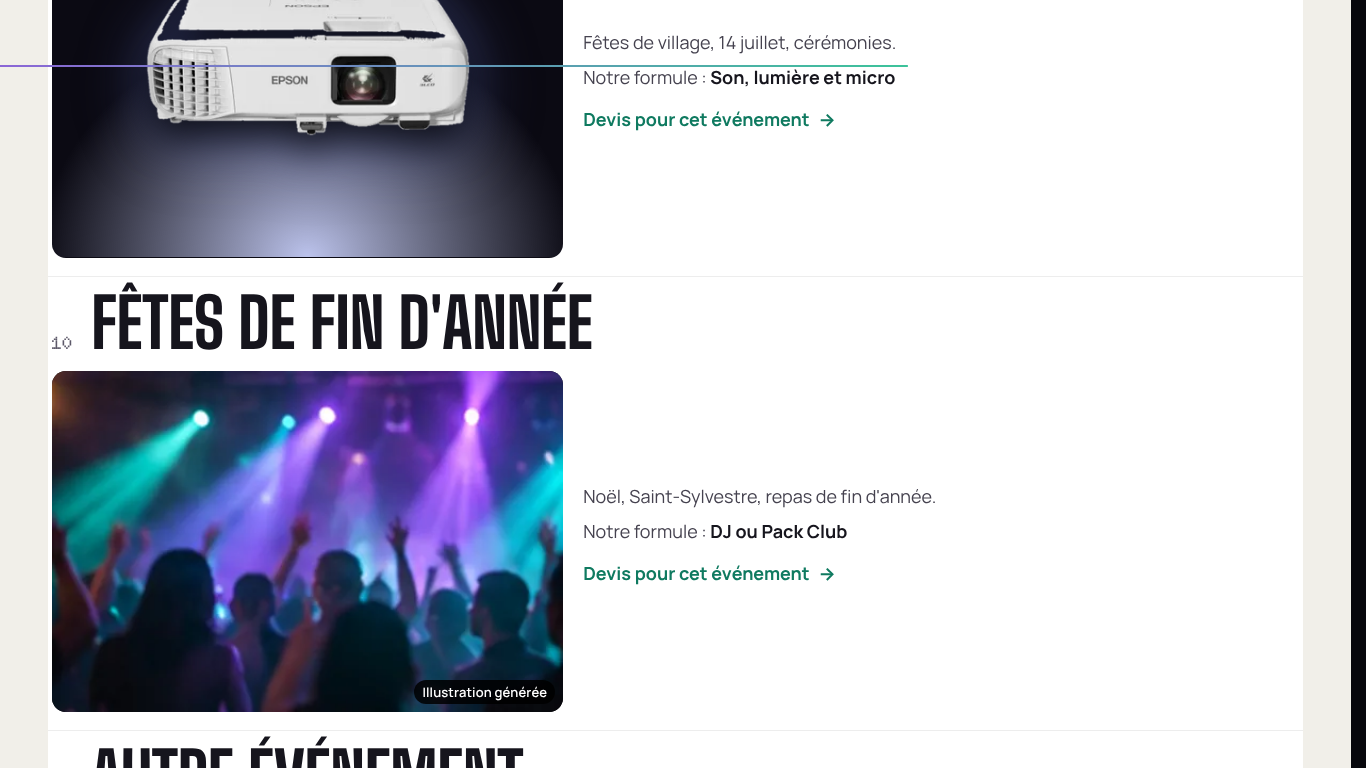 EPSON
EPSON
Fêtes de village, 14 juillet, cérémonies.
Notre formule : Son, lumière et micro
Devis pour cet événement →
10 FÊTES DE FIN D'ANNÉE
Noël, Saint-Sylvestre, repas de fin d'année.
Notre formule : DJ ou Pack Club
Devis pour cet événement →
Illustration générée
AUTRE ÉVÉNEMENT